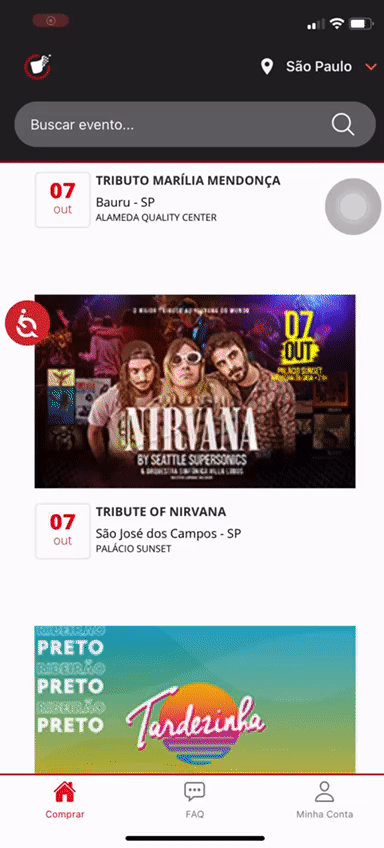 São Paulo
Buscar evento...
07
out
TRIBUTO MARÍLIA MENDONÇA
Bauru - SP
ALAMEDA QUALITY CENTER
O MAIOR TRIBUTO AO NIRVANA DO MUNDO
07
OUT
PALÁCIO SUNSET
NIRVANA
BY SEATTLE SUPERSONICS
& ORQUESTRA SINFÔNICA VILLA LOBOS
07
out
TRIBUTE OF NIRVANA
São José dos Campos - SP
PALÁCIO SUNSET
RIBEIRÃO
PRETO
RIBEIRÃO
PRETO
RIBEIRÃO
PRETO
Tardezinha
Comprar
FAQ
Minha Conta